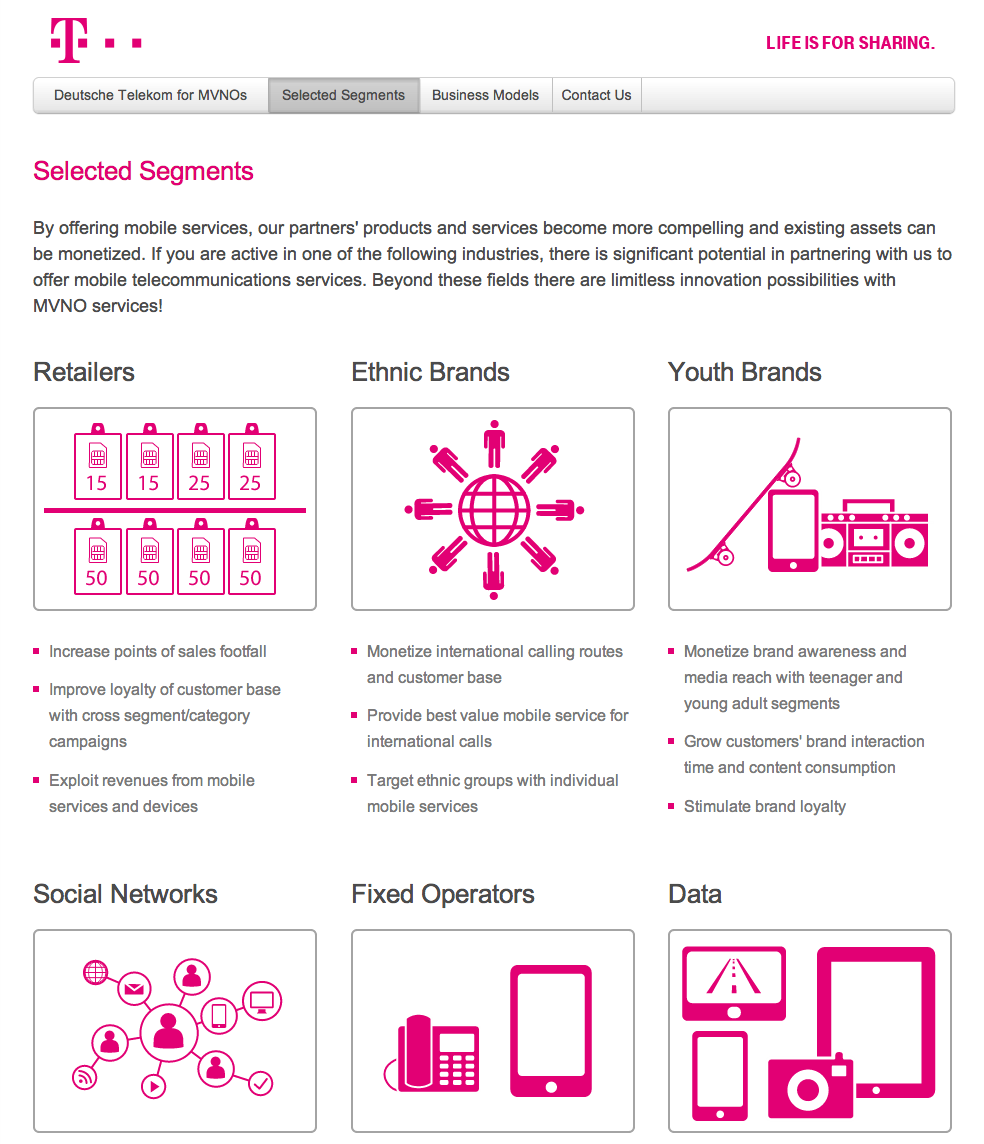 T
LIFE IS FOR SHARING.
Deutsche Telekom for MVNOs
Selected Segments
Business Models
Contact Us
Selected Segments
By offering mobile services, our partners' products and services become more compelling and existing assets can
be monetized. If you are active in one of the following industries, there is significant potential in partnering with us to
offer mobile telecommunications services. Beyond these fields there are limitless innovation possibilities with
MVNO services!
Retailers
15 15 25 25
50 50 50 50
Increase points of sales footfall
Improve loyalty of customer base
with cross segment/category
campaigns
Exploit revenues from mobile
services and devices
Ethnic Brands
Monetize international calling routes
and customer base
Provide best value mobile service for
international calls
Target ethnic groups with individual
mobile services
Youth Brands
Monetize brand awareness and
media reach with teenager and
young adult segments
Grow customers' brand interaction
time and content consumption
Stimulate brand loyalty
Social Networks
Fixed Operators
Data